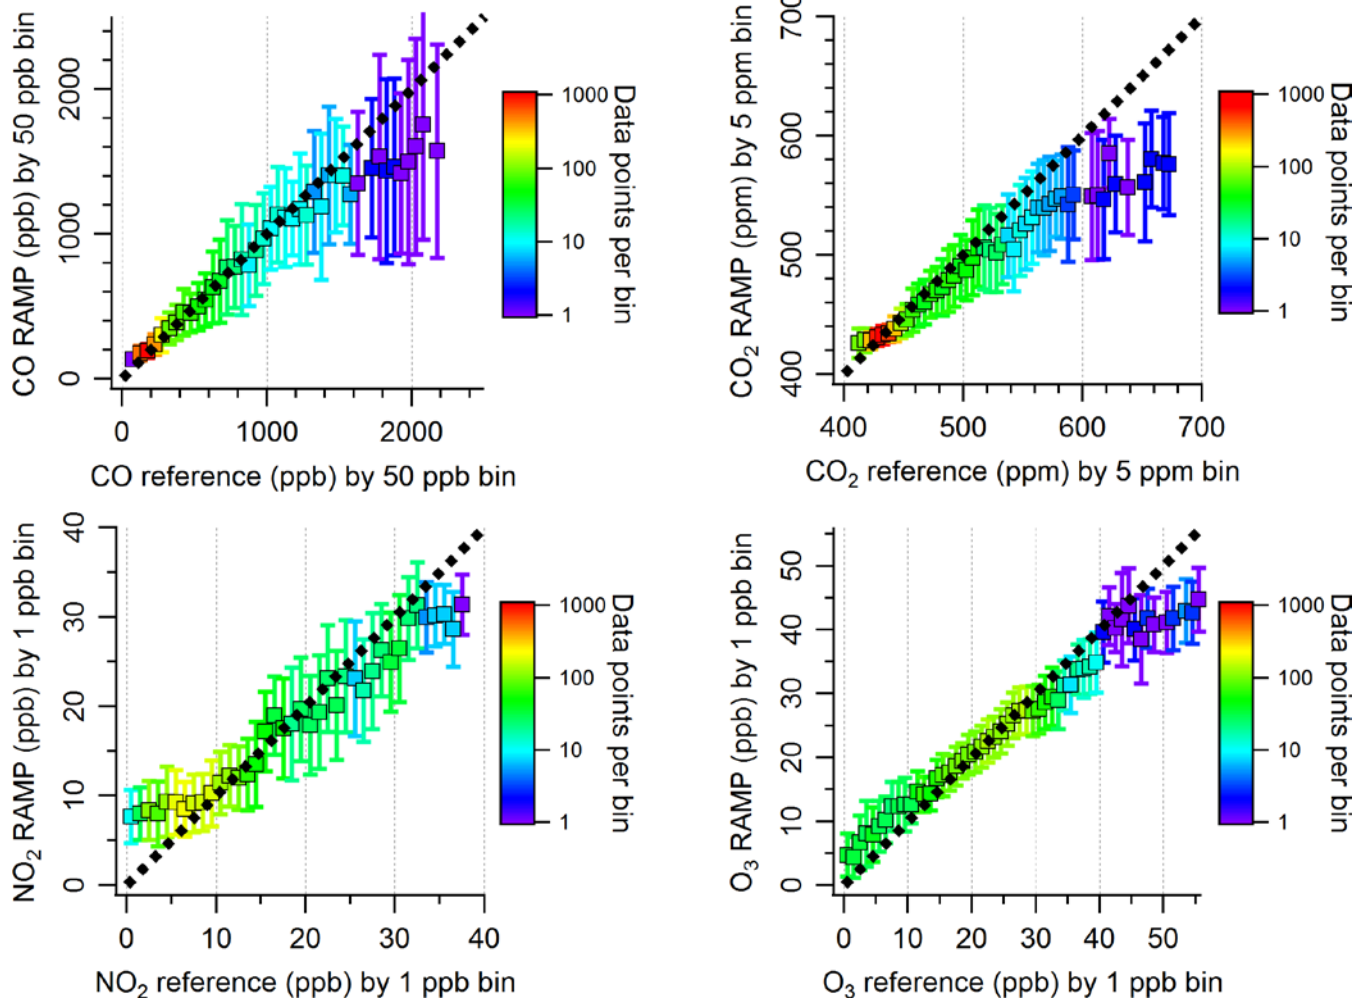 CO RAMP (ppb) by 50 ppb bin
2000
1000
0
0 1000 2000
CO reference (ppb) by 50 ppb bin
1000
100
10
1
Data points per bin
CO2 RAMP (ppm) by 5 ppm bin
700
600
500
400
400 500 600 700
CO2 reference (ppm) by 5 ppm bin
1000
100
10
1
Data points per bin
NO2 RAMP (ppb) by 1 ppb bin
40
30
20
10
0
0 10 20 30 40
NO2 reference (ppb) by 1 ppb bin
1000
100
10
1
Data points per bin
O3 RAMP (ppb) by 1 ppb bin
50
40
30
20
10
0
0 10 20 30 40 50
O3 reference (ppb) by 1 ppb bin
1000
100
10
1
Data points per bin